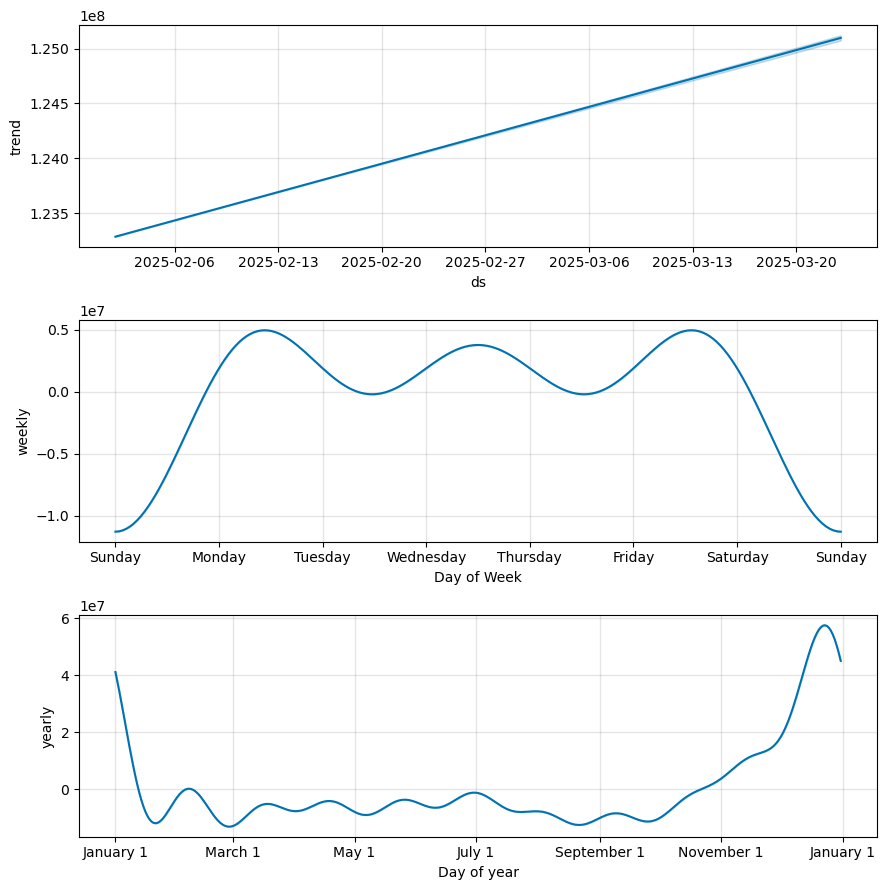 1e8
1.250
1.245
1.240
1.235
trend
2025-02-06 2025-02-13 2025-02-20 2025-02-27 2025-03-06 2025-03-13 2025-03-20
ds
1e7
0.5
0.0
−0.5
−1.0
weekly
Sunday Monday Tuesday Wednesday Thursday Friday Saturday Sunday
Day of Week
1e7
6
4
2
0
yearly
January 1 March 1 May 1 July 1 September 1 November 1 January 1
Day of year